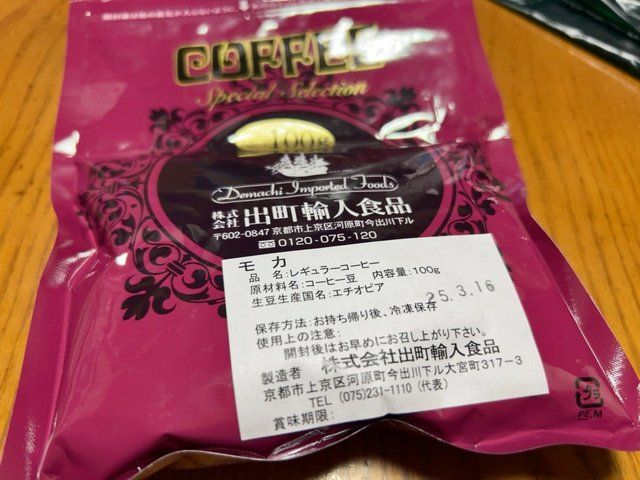 COFFEE
Special Selection
100g
Demachi Imported Foods
株式会社 出町輸入食品
〒602-0847 京都市上京区河原町今出川下ル
0120-075-120
モカ
品 名:レギュラーコーヒー
原材料名:コーヒー豆 内容量:100g
生豆生産国名:エチオピア
25.3.16
保存方法:お持ち帰り後、冷凍保存
使用上の注意:
開封後はお早めにお召し上がり下さい。
製造者 株式会社出町輸入食品
京都市上京区河原町今出川下ル大宮町317-3
TEL (075)231-1110 (代表)
賞味期限:
プラ
PE,M